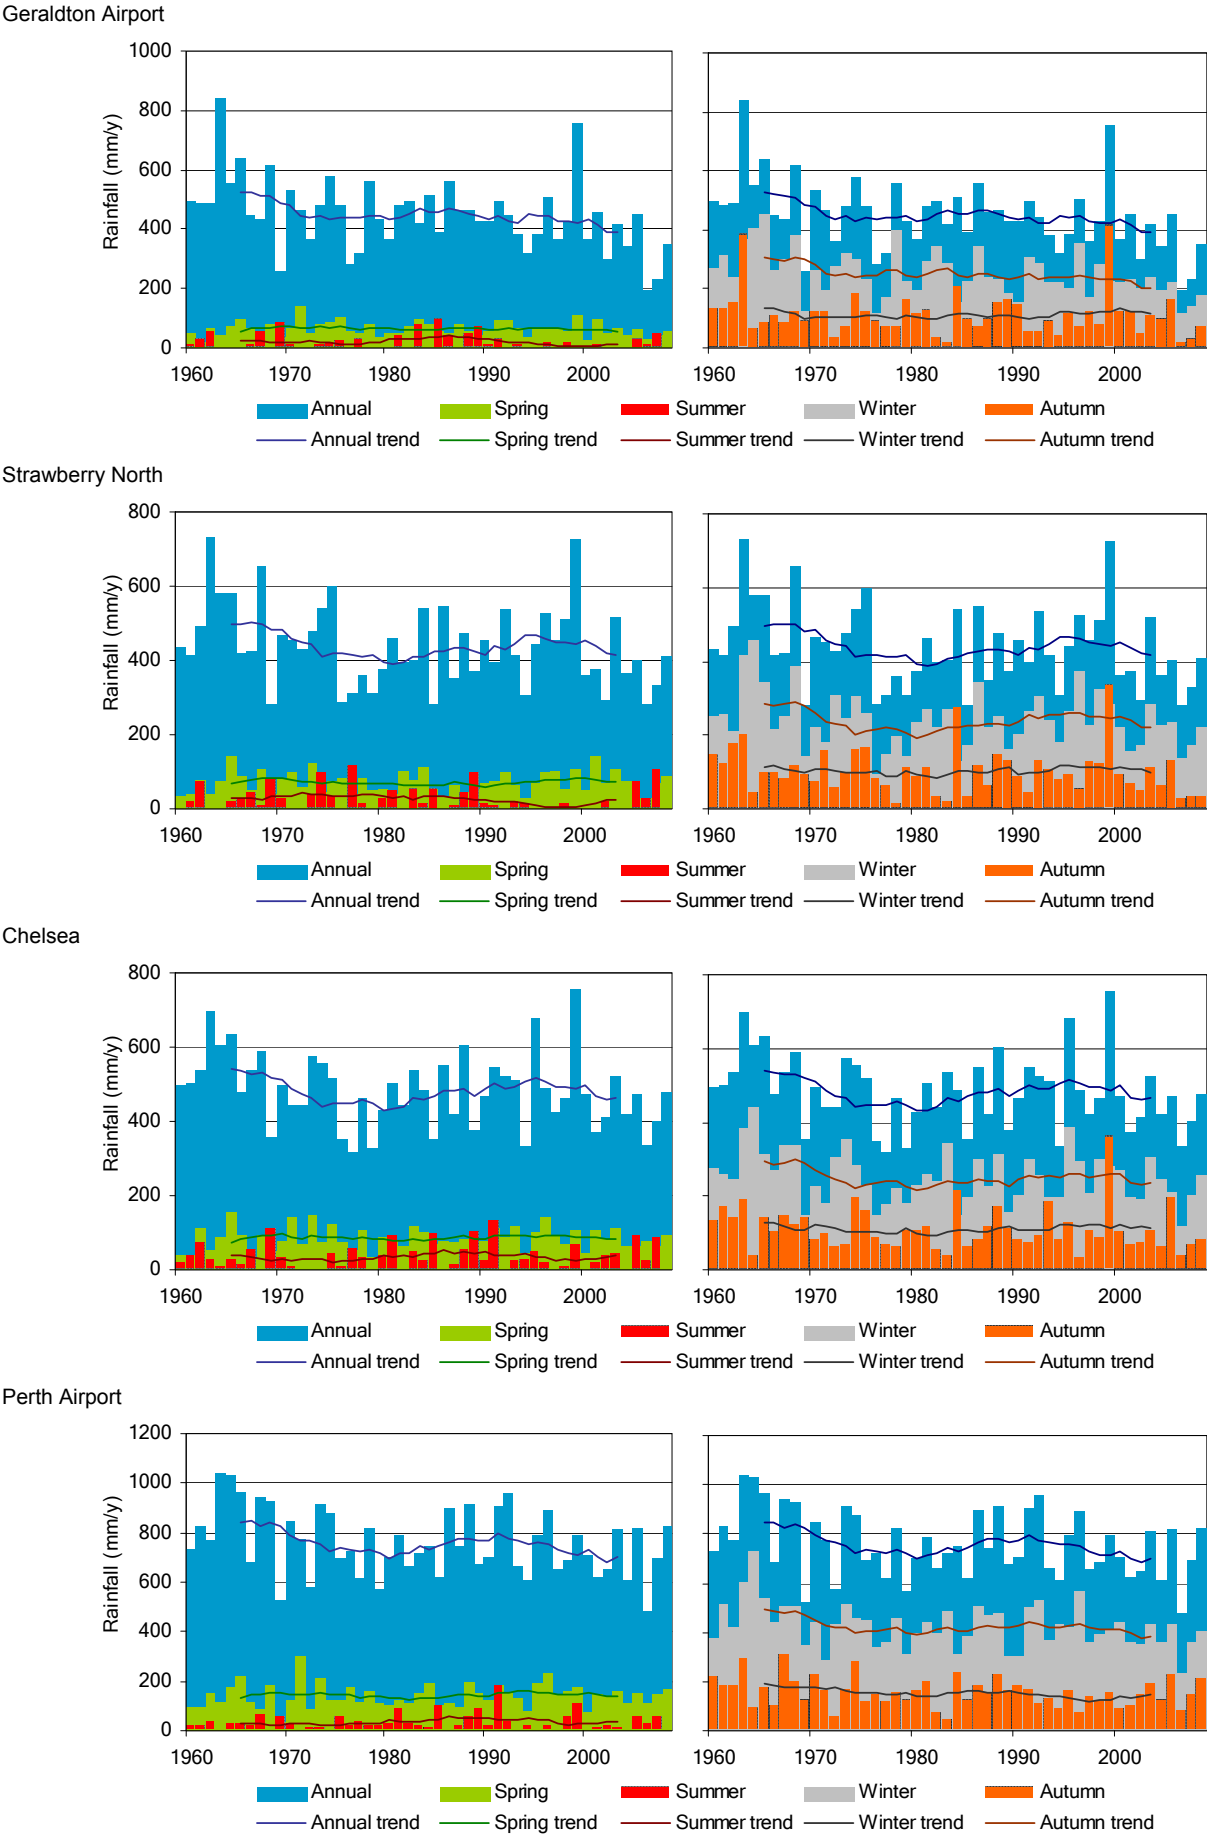 Geraldton Airport
1000
800
600
400
200
0
Rainfall (mm/y)
1960 1970 1980 1990 2000 1960 1970 1980 1990 2000
Annual Spring Summer Winter Autumn
Annual trend Spring trend Summer trend Winter trend Autumn trend
Strawberry North
800
600
400
200
0
Rainfall (mm/y)
1960 1970 1980 1990 2000 1960 1970 1980 1990 2000
Annual Spring Summer Winter Autumn
Annual trend Spring trend Summer trend Winter trend Autumn trend
Chelsea
800
600
400
200
0
Rainfall (mm/y)
1960 1970 1980 1990 2000 1960 1970 1980 1990 2000
Annual Spring Summer Winter Autumn
Annual trend Spring trend Summer trend Winter trend Autumn trend
Perth Airport
1200
1000
800
600
400
200
0
Rainfall (mm/y)
1960 1970 1980 1990 2000 1960 1970 1980 1990 2000
Annual Spring Summer Winter Autumn
Annual trend Spring trend Summer trend Winter trend Autumn trend